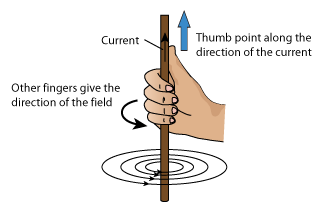 Current
Thumb point along the
direction of the current
Other fingers give the
direction of the field